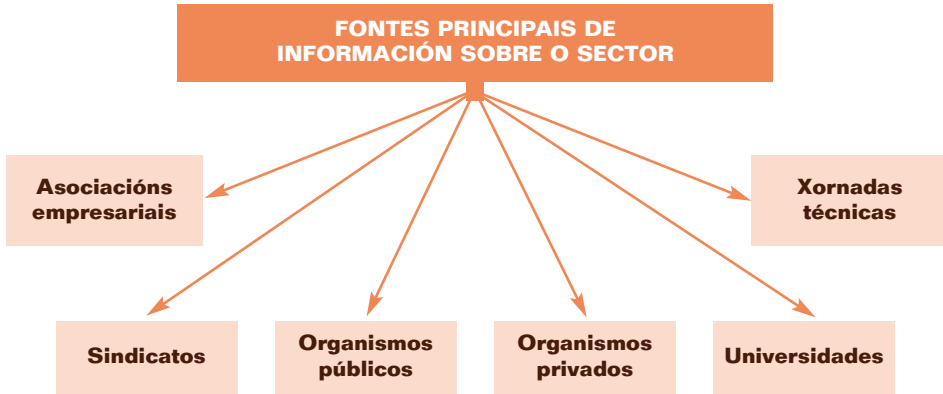 FONTES PRINCIPAIS DE
INFORMACIÓN SOBRE O SECTOR
Asociacións
empresariais
Xornadas
técnicas
Sindicatos
Organismos
públicos
Organismos
privados
Universidades